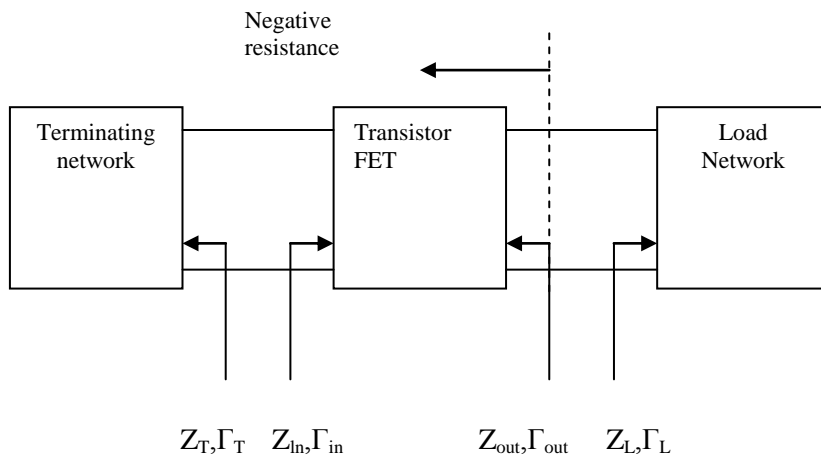 Negative
resistance
Terminating
network
Transistor
FET
Load
Network
Z_T,Γ_T
Z_In,Γ_in
Z_out,Γ_out
Z_L,Γ_L